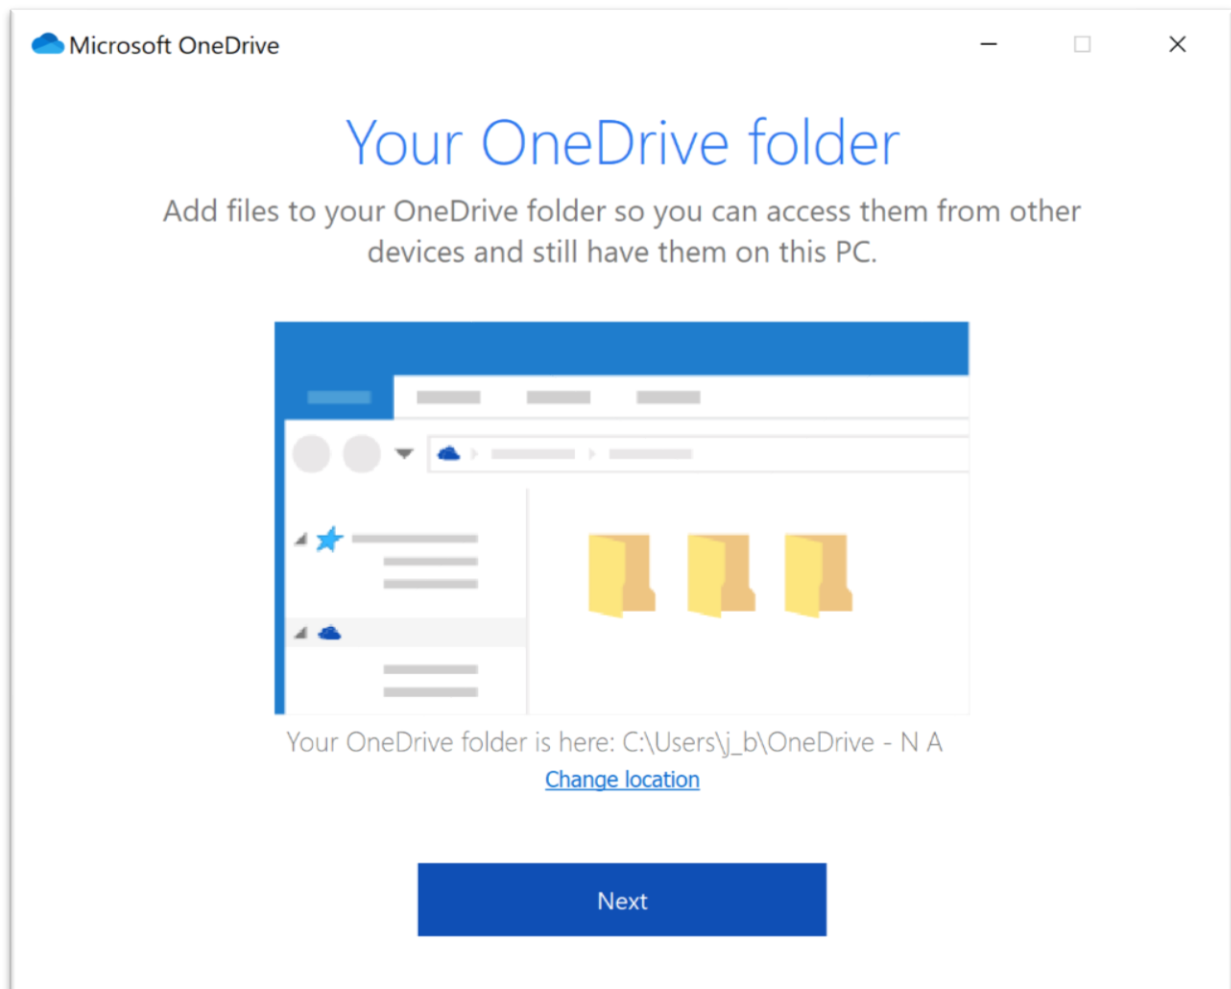 Microsoft OneDrive
Your OneDrive folder
Add files to your OneDrive folder so you can access them from other
devices and still have them on this PC.
Your OneDrive folder is here: C:\Users\j_b\OneDrive - N A
Change location
Next